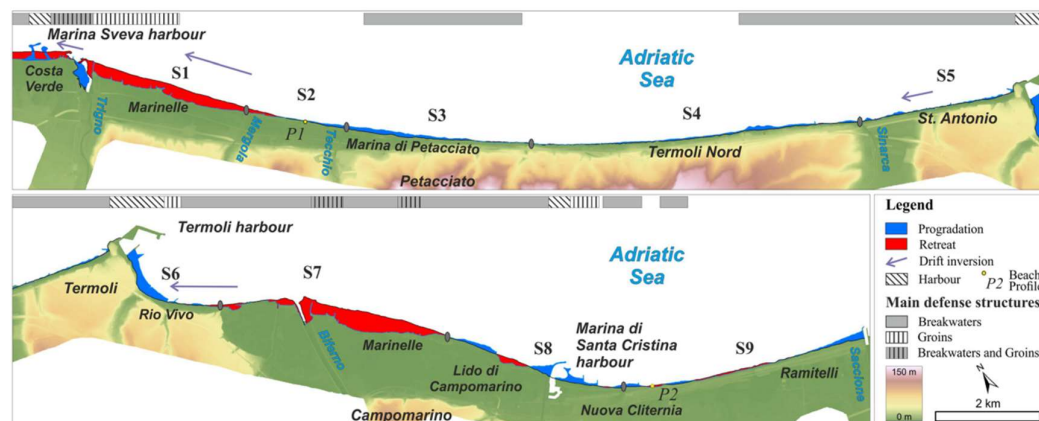 Marina Sveva harbour
Costa
Verde
S1
Marinelle
Trigno
Mergola
S2
P1
Tecchio
S3
Marina di Petacciato
Petacciato
Adriatic
Sea
S4
Termoli Nord
S5
St. Antonio
Sinarca
Termoli harbour
Termoli
S6
Rio Vivo
S7
Biferno
Marinelle
Campomarino
Lido di
Campomarino
S8
Marina di
Santa Cristina
harbour
Adriatic
Sea
Nuova Cliternia
P2
S9
Ramitelli
Saccione
Legend
Progradation
Retreat
Drift inversion
Harbour
P2 Beach
Profile
Main defense structures
Breakwaters
Groins
Breakwaters and Groins
150 m
0 m
N
2 km